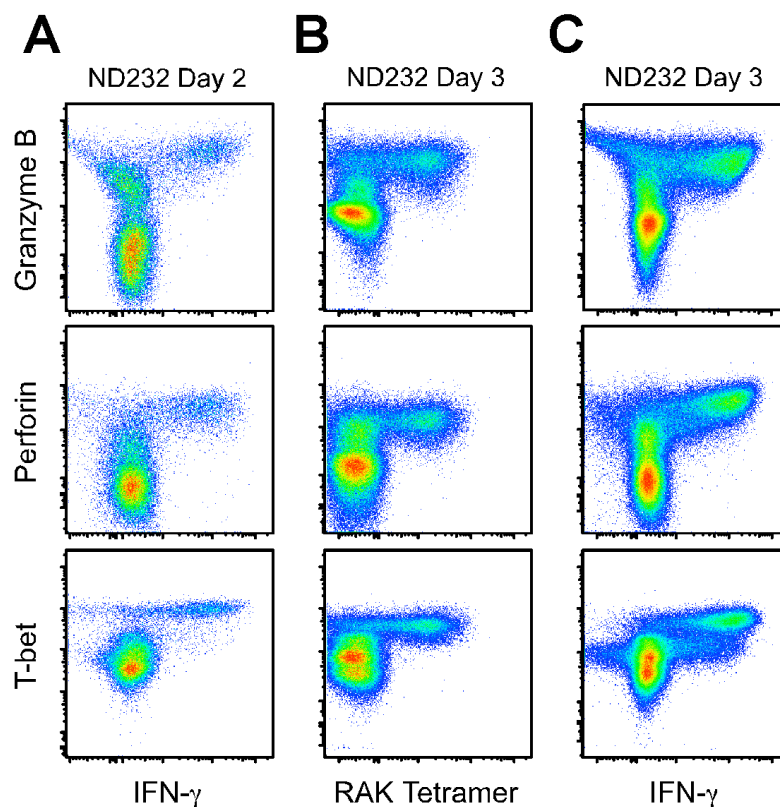 A
B
C
ND232 Day 2
ND232 Day 3
ND232 Day 3
Granzyme B
Perforin
T-bet
IFN-γ
RAK Tetramer
IFN-γ